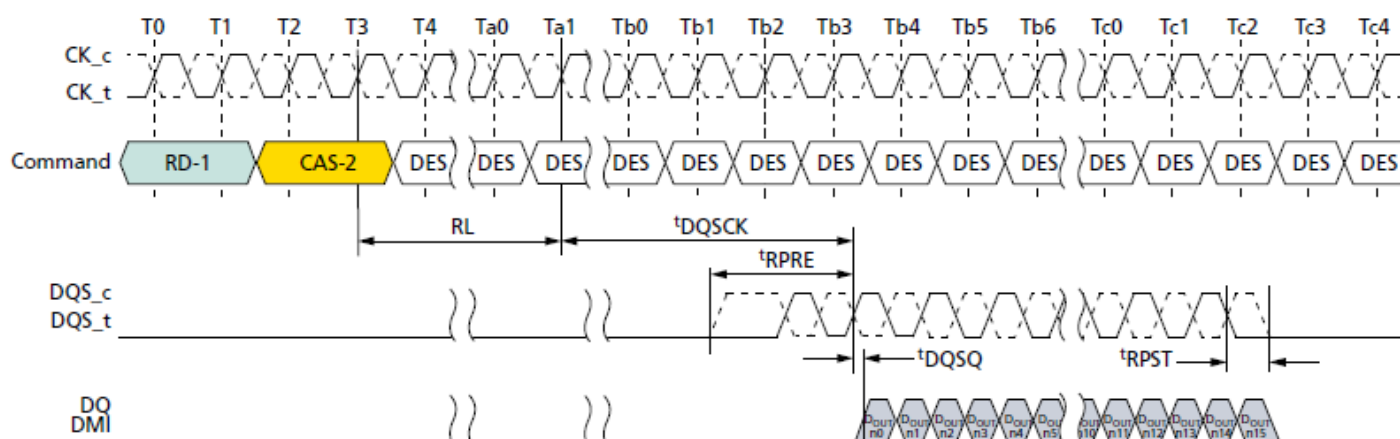 T0 T1 T2 T3 T4 Ta0 Ta1 Tb0 Tb1 Tb2 Tb3 Tb4 Tb5 Tb6 Tc0 Tc1 Tc2 Tc3 Tc4
CK_c
CK_t
Command RD-1 CAS-2 DES DES DES DES DES DES DES DES DES DES DES DES DES DES DES
RL tDQSCK
tRPRE
DQS_c
DQS_t
tDQSQ tRPST
DQ
DMI
DOUT DOUT DOUT DOUT DOUT DOUT DOUT DOUT DOUT DOUT DOUT DOUT
n0 n1 n2 n3 n4 n5 n10 n11 n12 n13 n14 n15